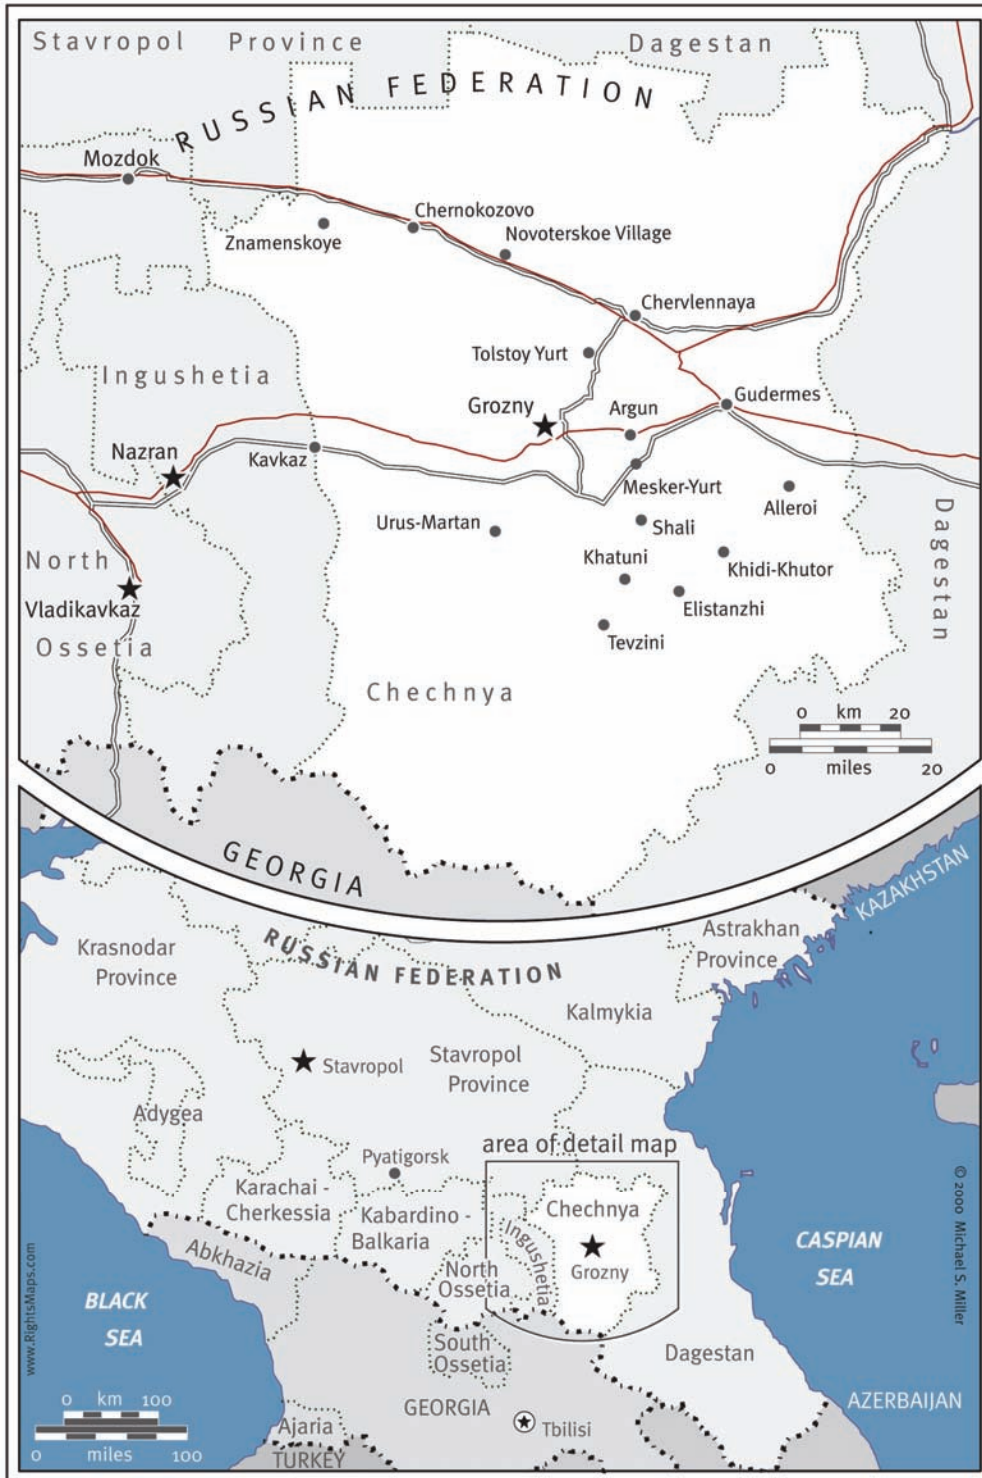 Stavropol Province
Dagestan
RUSSIAN FEDERATION
Mozdok
Chernokozovo
Znamenskoye
Novoterskoe Village
Chervlennaya
Tolstoy Yurt
Ingushetia
Gudermes
Grozny
Argun
Nazran
Kavkaz
Mesker-Yurt
Alleroi
Urus-Martan
Shali
Dagestan
North
Ossetia
Khatuni
Khidi-Khutor
Vladikavkaz
Elistanzhi
Tevzini
Chechnya
0 km 20
0 miles 20
GEORGIA
KAZAKHSTAN
Astrakhan
Province
Krasnodar
Province
RUSSIAN FEDERATION
Kalmykia
Stavropol
Stavropol
Province
Adygea
area of detail map
Pyatigorsk
Karachai -
Cherkessia
Kabardino -
Balkaria
Chechnya
Ingushetia
Grozny
Abkhazia
North
Ossetia
CASPIAN
SEA
© 2000 Michael S. Miller
www.RightsMaps.com
BLACK
SEA
South
Ossetia
Dagestan
GEORGIA
AZERBAIJAN
Tbilisi
Ajaria
TURKEY
0 km 100
0 miles 100